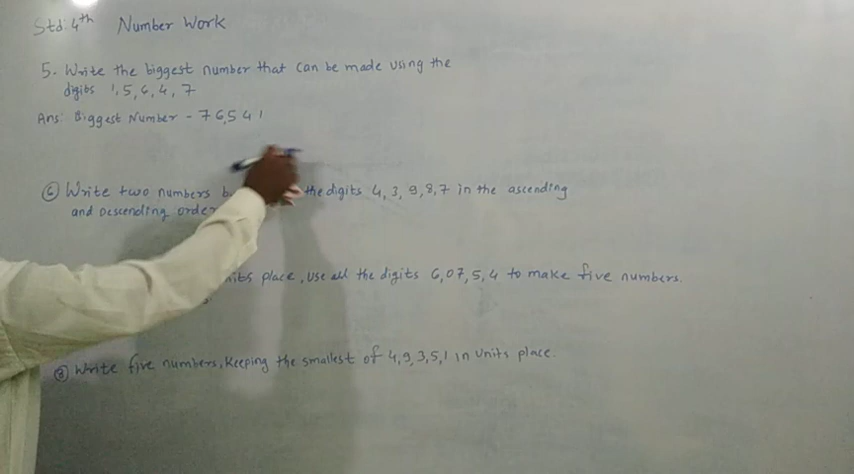 Std: 4th Number Work
5. Write the biggest number that can be made using the
digits 1, 5, 6, 4, 7
Ans: Biggest Number - 76,541
⑥ Write two numbers the digits 4, 3, 9, 8, 7 in the ascending
and Descending order
place, Use all the digits 6, 07, 5, 4 to make five numbers.
⑧ Write five numbers, Keeping the smallest of 4, 9, 3, 5, 1 in Units place.